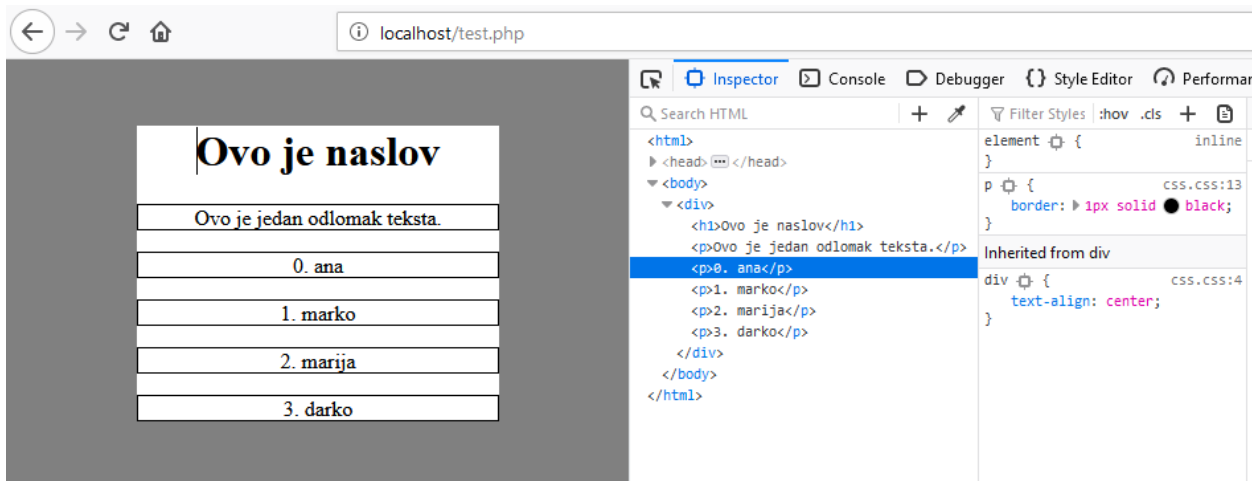 localhost/test.php
Inspector Console Debugger Style Editor Performar
Search HTML
Filter Styles :hov .cls
Ovo je naslov
Ovo je jedan odlomak teksta.
0. ana
1. marko
2. marija
3. darko
<html>
<head> ••• </head>
<body>
<div>
<h1>Ovo je naslov</h1>
<p>Ovo je jedan odlomak teksta.</p>
<p>0. ana</p>
<p>1. marko</p>
<p>2. marija</p>
<p>3. darko</p>
</div>
</body>
</html>
element { inline
}
p { css.css:13
border: 1px solid black;
}
Inherited from div
div { css.css:4
text-align: center;
}